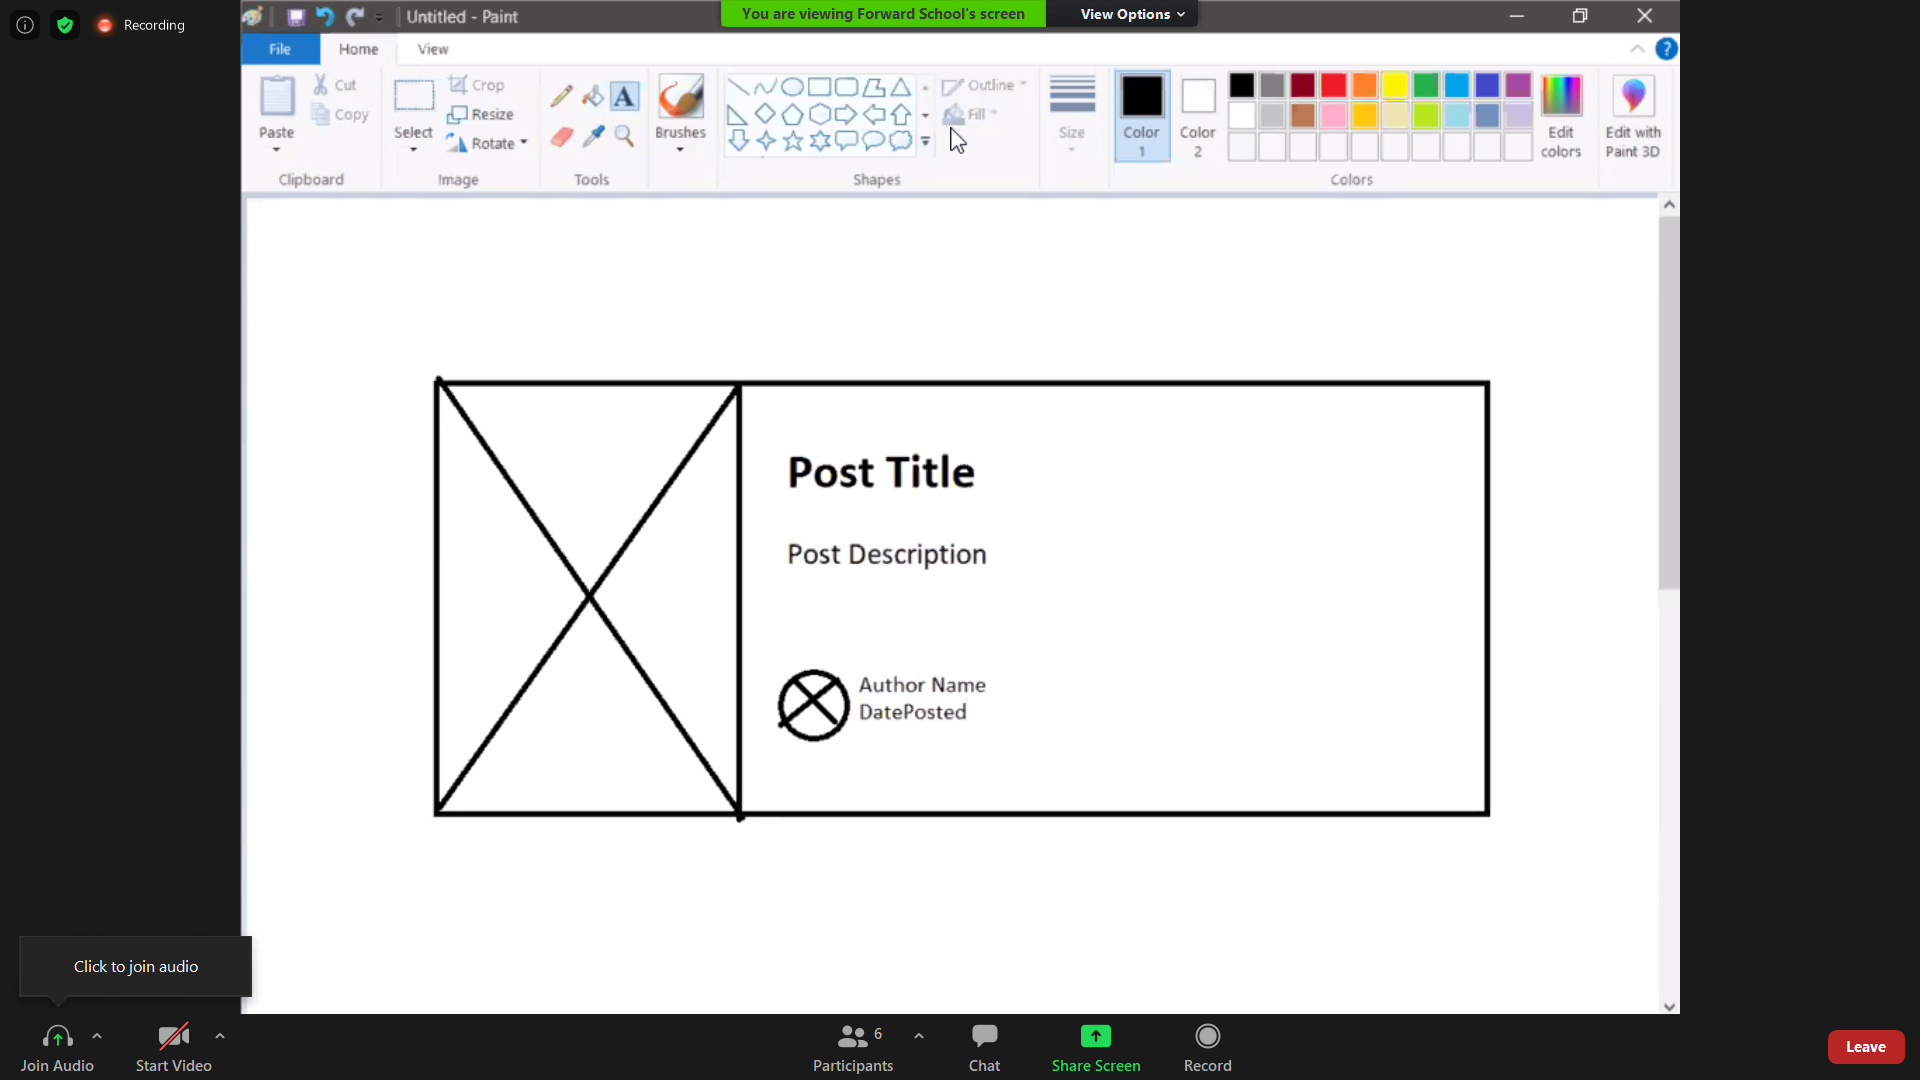 Recording
Untitled - Paint
You are viewing Forward School's screen
View Options
File
Home
View
Paste
Cut
Copy
Clipboard
Select
Crop
Resize
Rotate
Image
A
Tools
Brushes
Outline
Fill
Shapes
Size
Color
1
Color
2
Edit
colors
Edit with
Paint 3D
Colors
?
Post Title
Post Description
Author Name
DatePosted
Click to join audio
Join Audio
Start Video
6
Participants
Chat
Share Screen
Record
Leave